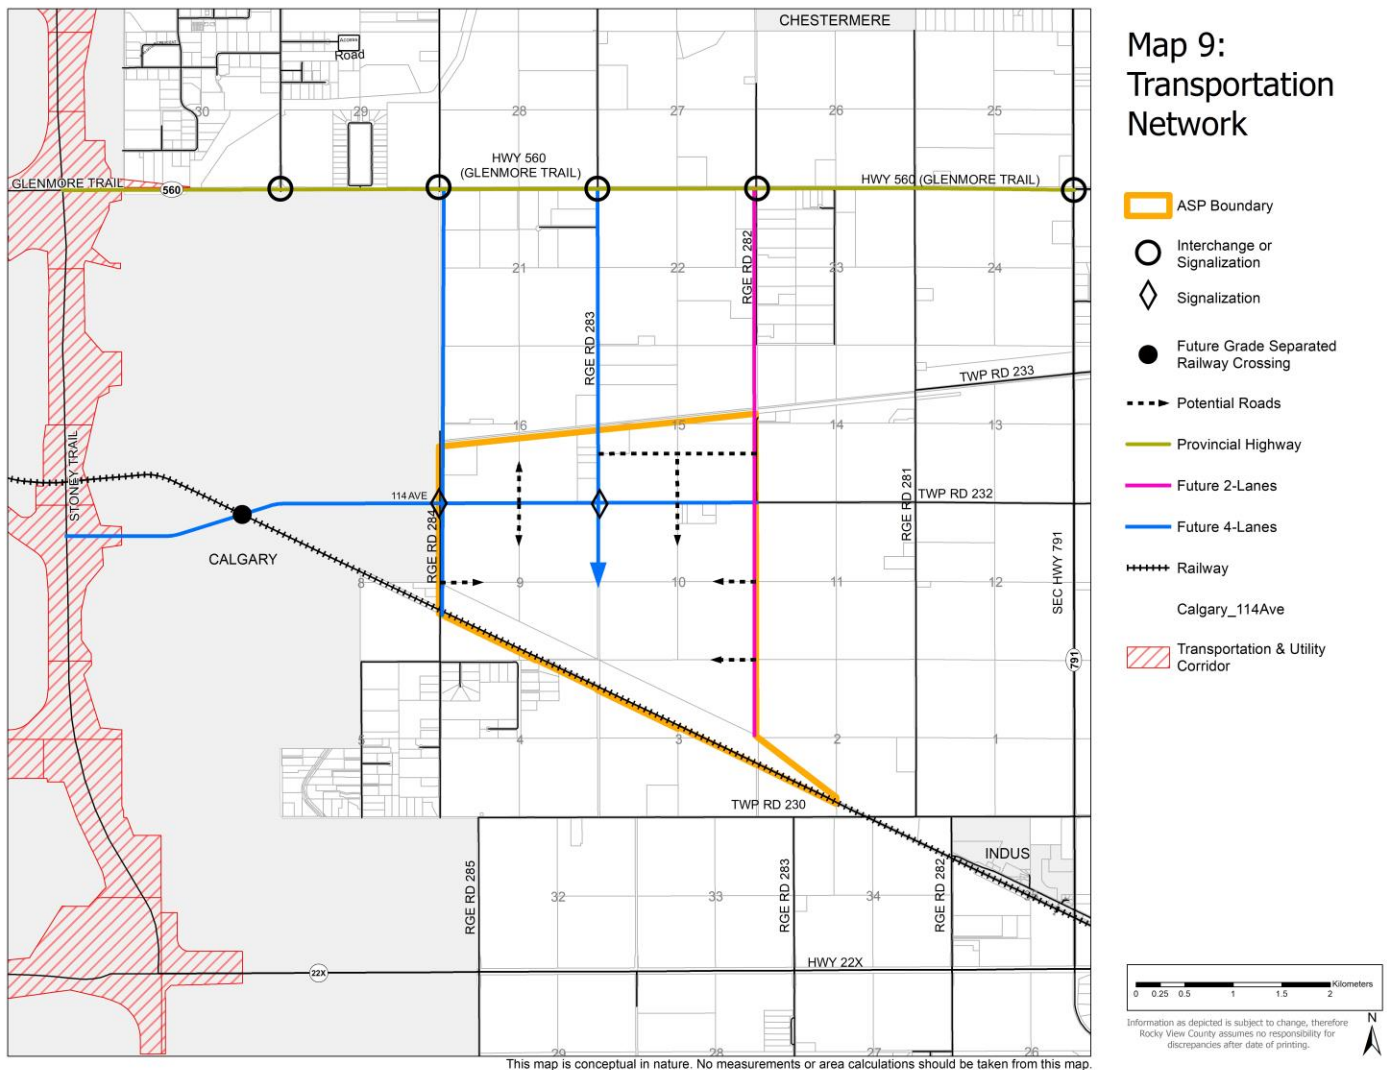 CHESTERMERE
Access
Road
30
29
28
27
26
25
HWY 560
(GLENMORE TRAIL)
GLENMORE TRAIL
560
HWY 560 (GLENMORE TRAIL)
RGE RD 282
21
22
23
24
RGE RD 283
TWP RD 233
16
15
14
13
STONEY TRAIL
114 AVE
RGE RD 281
TWP RD 232
RGE RD 284
CALGARY
SEC HWY 791
8
9
10
11
12
791
5
4
3
2
1
TWP RD 230
INDUS
RGE RD 285
RGE RD 283
RGE RD 282
32
33
34
HWY 22X
22X
29
28
27
26
This map is conceptual in nature. No measurements or area calculations should be taken from this map.
Map 9:
Transportation
Network
ASP Boundary
Interchange or
Signalization
Signalization
Future Grade Separated
Railway Crossing
Potential Roads
Provincial Highway
Future 2-Lanes
Future 4-Lanes
Railway
Calgary_114Ave
Transportation & Utility
Corridor
Kilometers
0 0.25 0.5 1 1.5 2
Information as depicted is subject to change, therefore
Rocky View County assumes no responsibility for
discrepancies after date of printing.
N